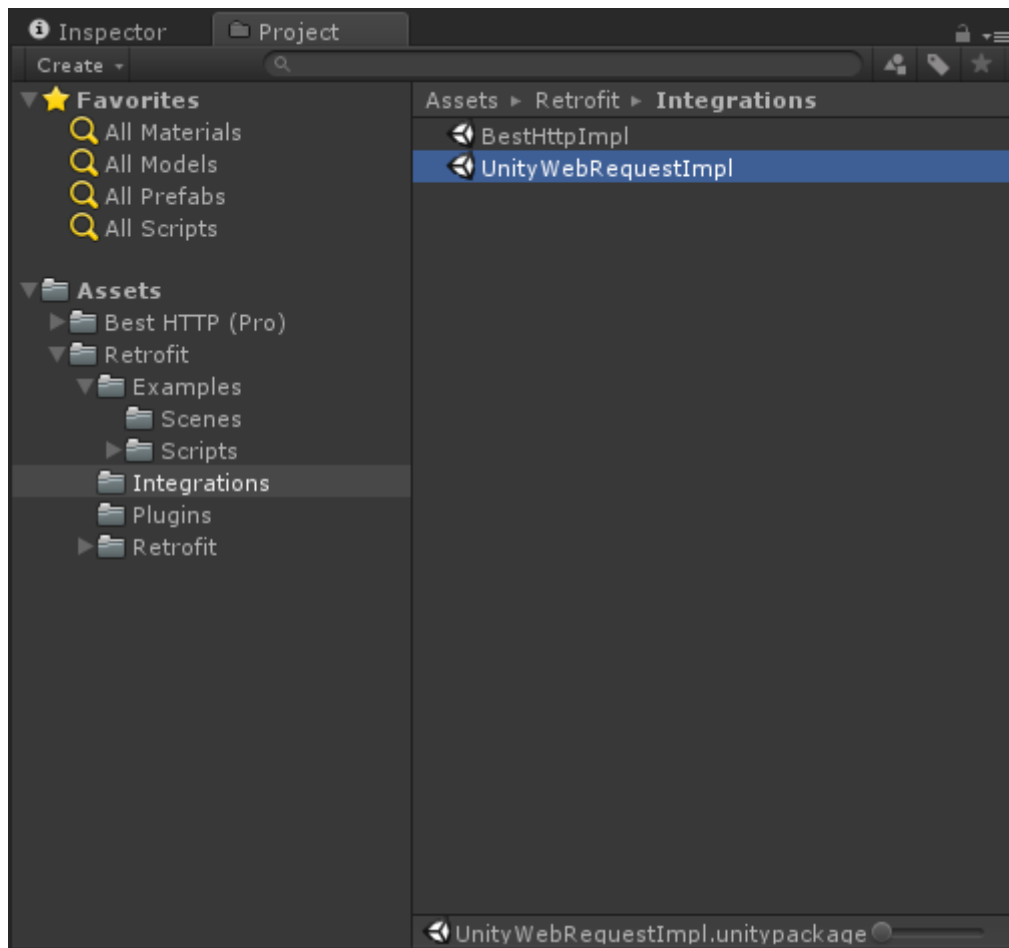 Inspector
Project
Create
Favorites
All Materials
All Models
All Prefabs
All Scripts
Assets
Best HTTP (Pro)
Retrofit
Examples
Scenes
Scripts
Integrations
Plugins
Retrofit
Assets ▸ Retrofit ▸ Integrations
BestHttpImpl
UnityWebRequestImpl
UnityWebRequestImpl.unitypackage